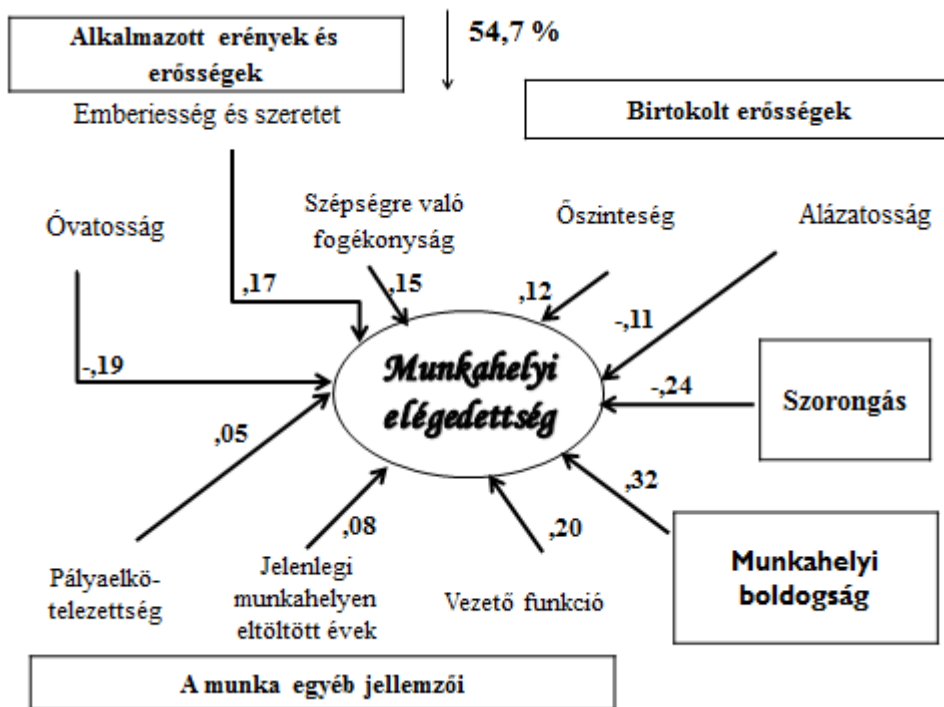 Alkalmazott erények és
erősségek
54,7 %
Emberiesség és szeretet
Birtokolt erősségek
Óvatosság
Szépségre való
fogékonyság
Őszinteség
Alázatosság
,17
,15
,12
-,11
-,19
Munkahelyi
elégedettség
-,24
Szorongás
,05
,08
,20
,32
Pályaelkö-
telezettség
Jelenlegi
munkahelyen
eltöltött évek
Vezető funkció
Munkahelyi
boldogság
A munka egyéb jellemzői